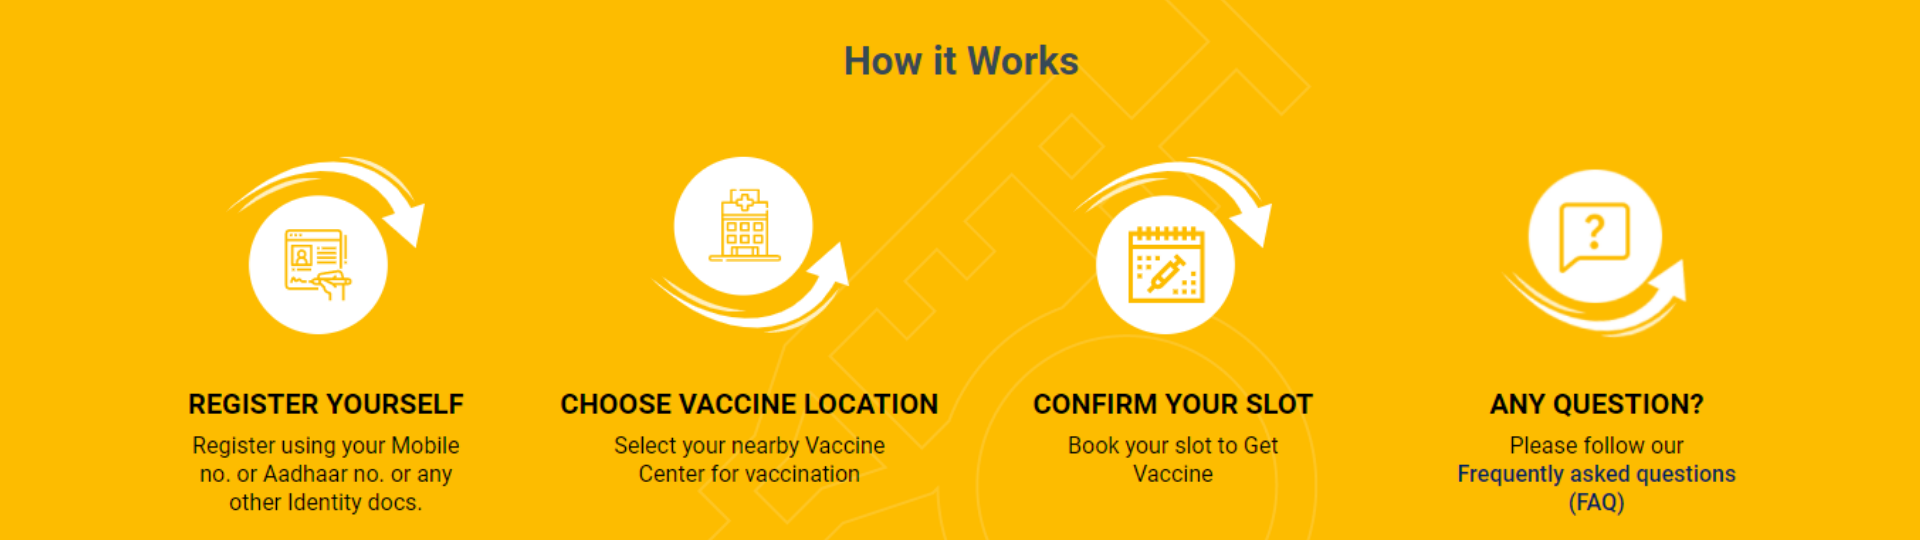 How it Works
REGISTER YOURSELF
Register using your Mobile
no. or Aadhaar no. or any
other Identity docs.
CHOOSE VACCINE LOCATION
Select your nearby Vaccine
Center for vaccination
CONFIRM YOUR SLOT
Book your slot to Get
Vaccine
?
ANY QUESTION?
Please follow our
Frequently asked questions
(FAQ)